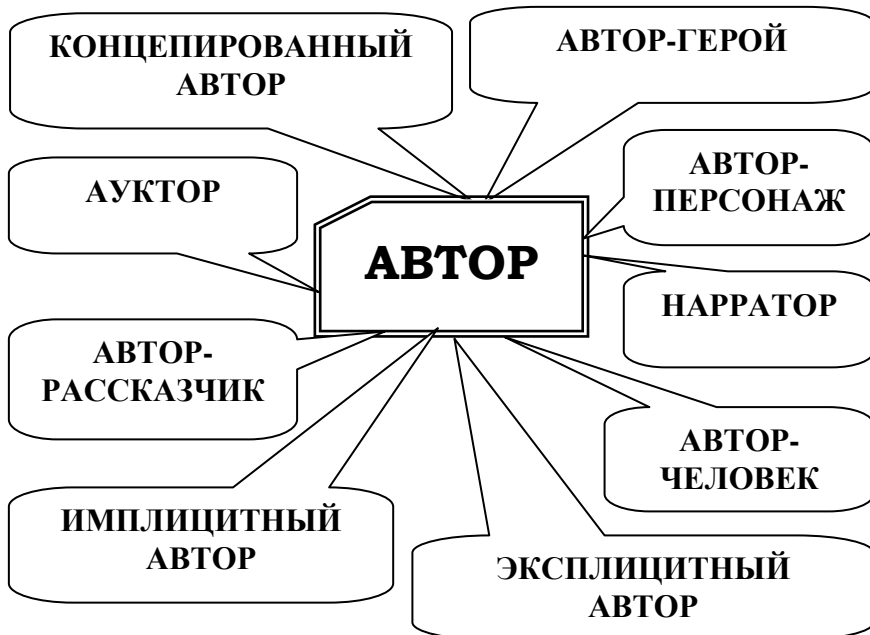 КОНЦЕПИРОВАННЫЙ
АВТОР
АВТОР-ГЕРОЙ
АУКТОР
АВТОР-
ПЕРСОНАЖ
АВТОР
НАРРАТОР
АВТОР-
РАССКАЗЧИК
АВТОР-
ЧЕЛОВЕК
ИМПЛИЦИТНЫЙ
АВТОР
ЭКСПЛИЦИТНЫЙ
АВТОР